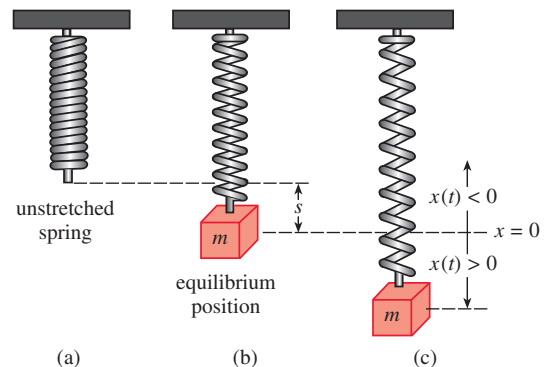 unstretched
spring
s
m
equilibrium
position
x(t) < 0
x = 0
x(t) > 0
m
(a)
(b)
(c)